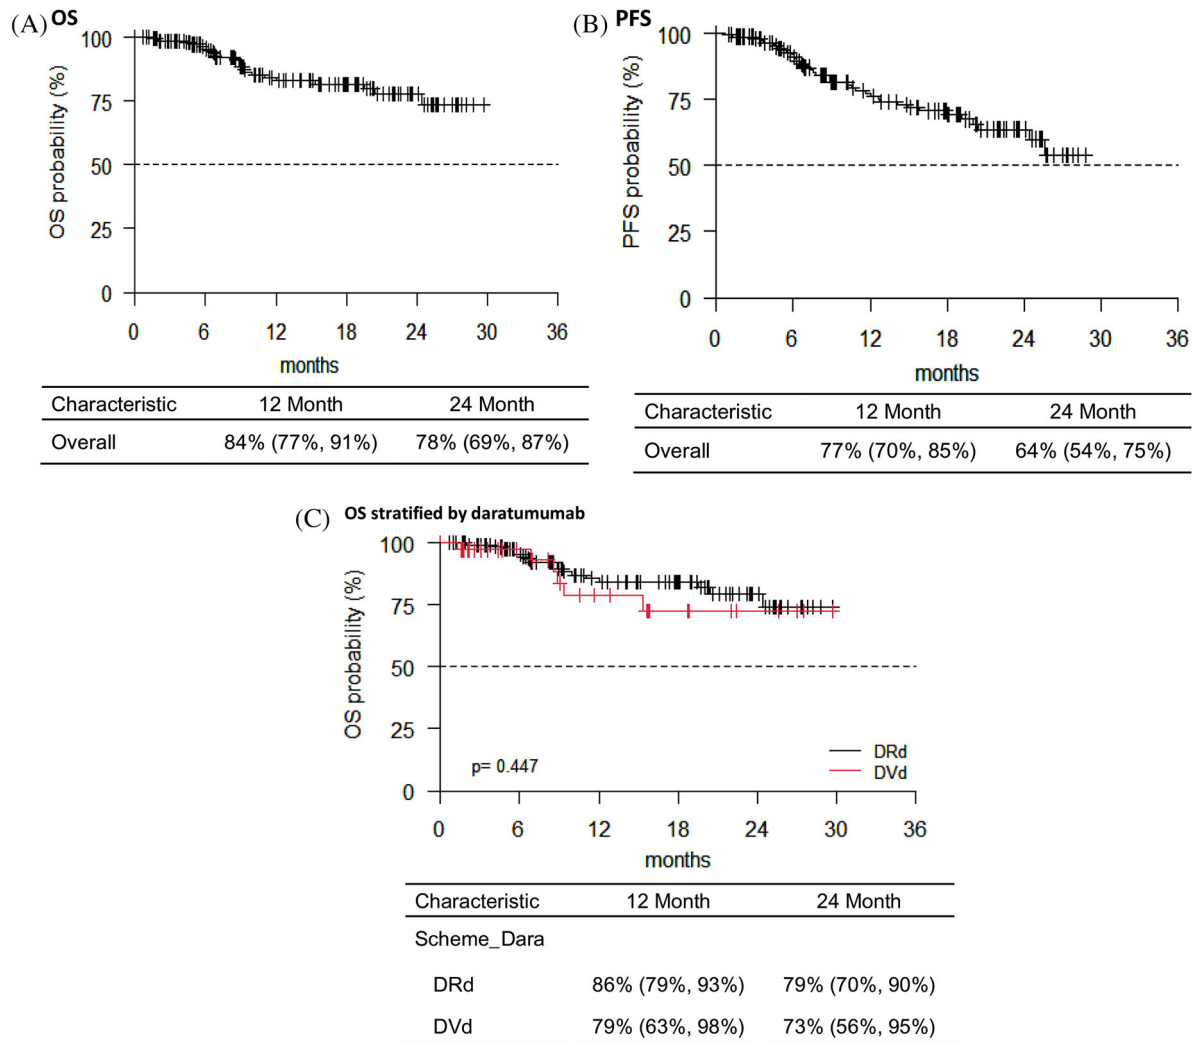 (A) OS
OS probability (%)
100
75
50
25
0
0 6 12 18 24 30 36
months
Characteristic 12 Month 24 Month
Overall 84% (77%, 91%) 78% (69%, 87%)
(B) PFS
PFS probability (%)
100
75
50
25
0
0 6 12 18 24 30 36
months
Characteristic 12 Month 24 Month
Overall 77% (70%, 85%) 64% (54%, 75%)
(C) OS stratified by daratumumab
OS probability (%)
100
75
50
25
0
p= 0.447
DRd
DVd
0 6 12 18 24 30 36
months
Characteristic 12 Month 24 Month
Scheme_Dara
DRd 86% (79%, 93%) 79% (70%, 90%)
DVd 79% (63%, 98%) 73% (56%, 95%)